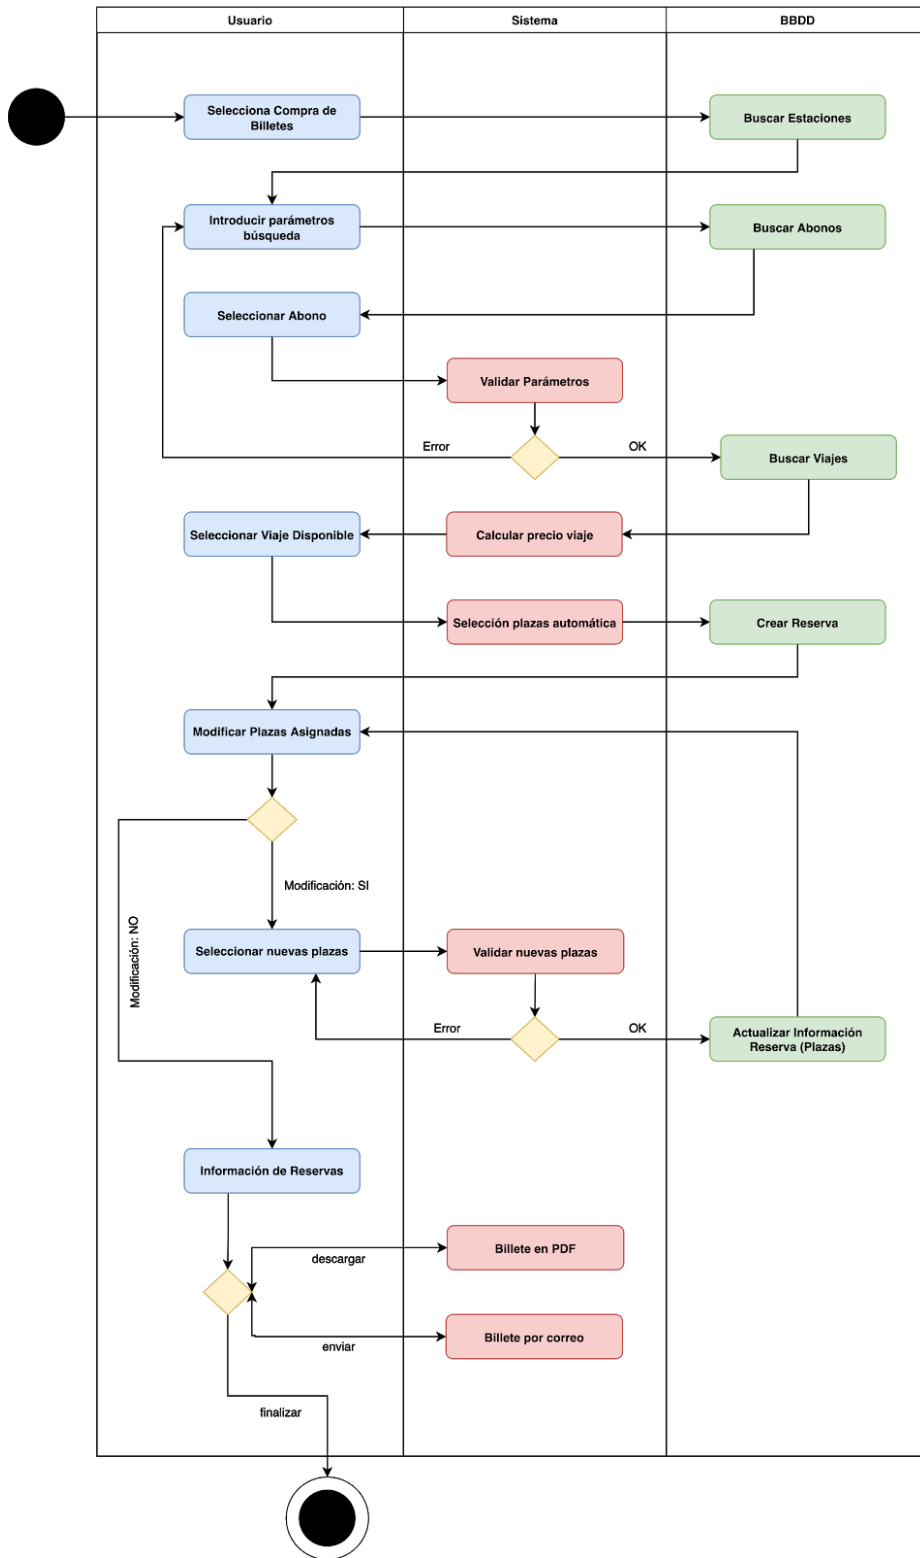 Usuario
Sistema
BBDD
Selecciona Compra de
Billetes
Buscar Estaciones
Introducir parámetros
búsqueda
Buscar Abonos
Seleccionar Abono
Validar Parámetros
Error
OK
Buscar Viajes
Seleccionar Viaje Disponible
Calcular precio viaje
Selección plazas automática
Crear Reserva
Modificar Plazas Asignadas
Modificación: SI
Modificación: NO
Seleccionar nuevas plazas
Validar nuevas plazas
Error
OK
Actualizar Información
Reserva (Plazas)
Información de Reservas
descargar
Billete en PDF
enviar
Billete por correo
finalizar